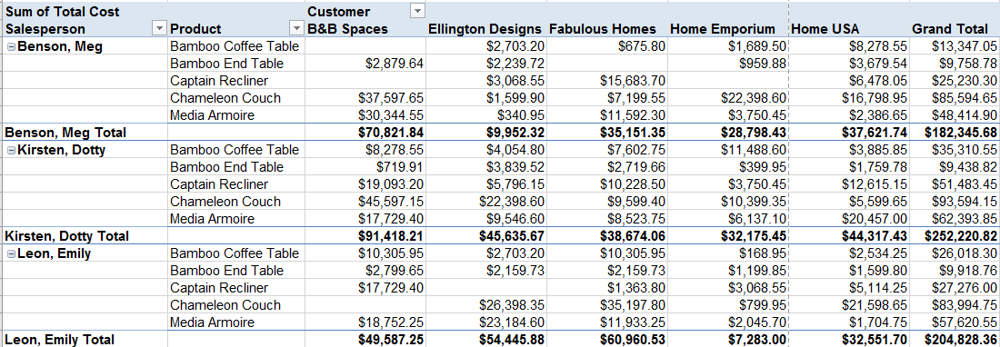 Sum of Total Cost Customer
Salesperson Product B&B Spaces Ellington Designs Fabulous Homes Home Emporium Home USA Grand Total
Benson, Meg Bamboo Coffee Table $2,703.20 $675.80 $1,689.50 $8,278.55 $13,347.05
Bamboo End Table $2,879.64 $2,239.72 $959.88 $3,679.54 $9,758.78
Captain Recliner $3,068.55 $15,683.70 $6,478.05 $25,230.30
Chameleon Couch $37,597.65 $1,599.90 $7,199.55 $22,398.60 $16,798.95 $85,594.65
Media Armoire $30,344.55 $340.95 $11,592.30 $3,750.45 $2,386.65 $48,414.90
Benson, Meg Total $70,821.84 $9,952.32 $35,151.35 $28,798.43 $37,621.74 $182,345.68
Kirsten, Dotty Bamboo Coffee Table $8,278.55 $4,054.80 $7,602.75 $11,488.60 $3,885.85 $35,310.55
Bamboo End Table $719.91 $3,839.52 $2,719.66 $399.95 $1,759.78 $9,438.82
Captain Recliner $19,093.20 $5,796.15 $10,228.50 $3,750.45 $12,615.15 $51,483.45
Chameleon Couch $45,597.15 $22,398.60 $9,599.40 $10,399.35 $5,599.65 $93,594.15
Media Armoire $17,729.40 $9,546.60 $8,523.75 $6,137.10 $20,457.00 $62,393.85
Kirsten, Dotty Total $91,418.21 $45,635.67 $38,674.06 $32,175.45 $44,317.43 $252,220.82
Leon, Emily Bamboo Coffee Table $10,305.95 $2,703.20 $10,305.95 $168.95 $2,534.25 $26,018.30
Bamboo End Table $2,799.65 $2,159.73 $2,159.73 $1,199.85 $1,599.80 $9,918.76
Captain Recliner $17,729.40 $1,363.80 $3,068.55 $5,114.25 $27,276.00
Chameleon Couch $26,398.35 $35,197.80 $799.95 $21,598.65 $83,994.75
Media Armoire $18,752.25 $23,184.60 $11,933.25 $2,045.70 $1,704.75 $57,620.55
Leon, Emily Total $49,587.25 $54,445.88 $60,960.53 $7,283.00 $32,551.70 $204,828.36